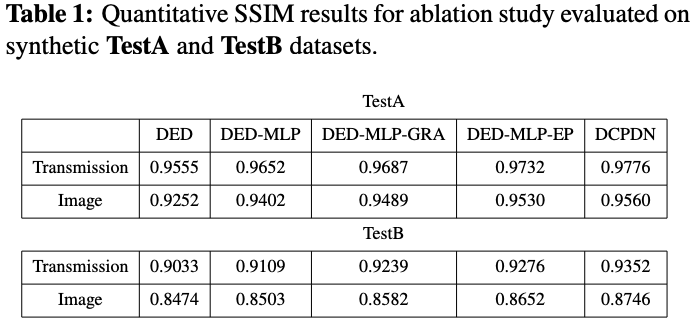 Table 1: Quantitative SSIM results for ablation study evaluated on
synthetic TestA and TestB datasets.
TestA
DED DED-MLP DED-MLP-GRA DED-MLP-EP DCPDN
Transmission 0.9555 0.9652 0.9687 0.9732 0.9776
Image 0.9252 0.9402 0.9489 0.9530 0.9560
TestB
Transmission 0.9033 0.9109 0.9239 0.9276 0.9352
Image 0.8474 0.8503 0.8582 0.8652 0.8746